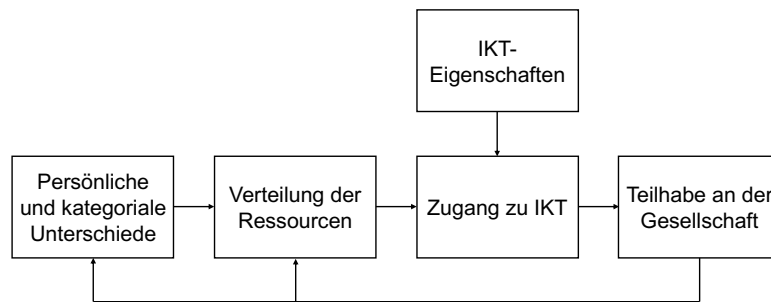 IKT-
Eigenschaften
Persönliche
und kategoriale
Unterschiede
Verteilung der
Ressourcen
Zugang zu IKT
Teilhabe an der
Gesellschaft